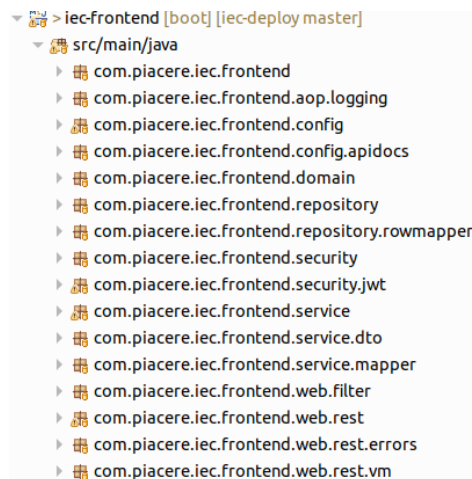 > iec-frontend [boot] [iec-deploy master]
src/main/java
com.piacere.iec.frontend
com.piacere.iec.frontend.aop.logging
com.piacere.iec.frontend.config
com.piacere.iec.frontend.config.apidocs
com.piacere.iec.frontend.domain
com.piacere.iec.frontend.repository
com.piacere.iec.frontend.repository.rowmapper
com.piacere.iec.frontend.security
com.piacere.iec.frontend.security.jwt
com.piacere.iec.frontend.service
com.piacere.iec.frontend.service.dto
com.piacere.iec.frontend.service.mapper
com.piacere.iec.frontend.web.filter
com.piacere.iec.frontend.web.rest
com.piacere.iec.frontend.web.rest.errors
com.piacere.iec.frontend.web.rest.vm